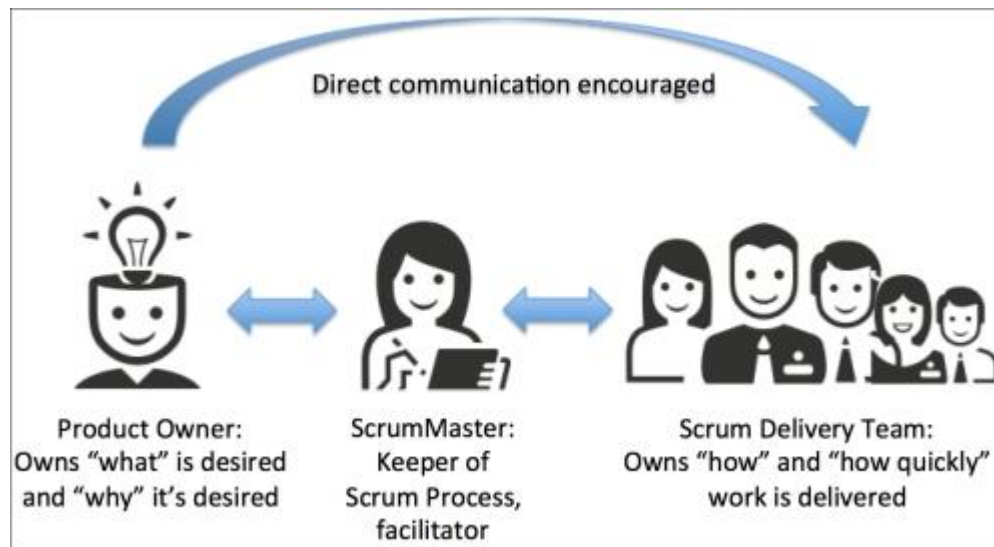 Direct communication encouraged
Product Owner:
Owns “what” is desired
and “why” it’s desired
ScrumMaster:
Keeper of
Scrum Process,
facilitator
Scrum Delivery Team:
Owns “how” and “how quickly”
work is delivered